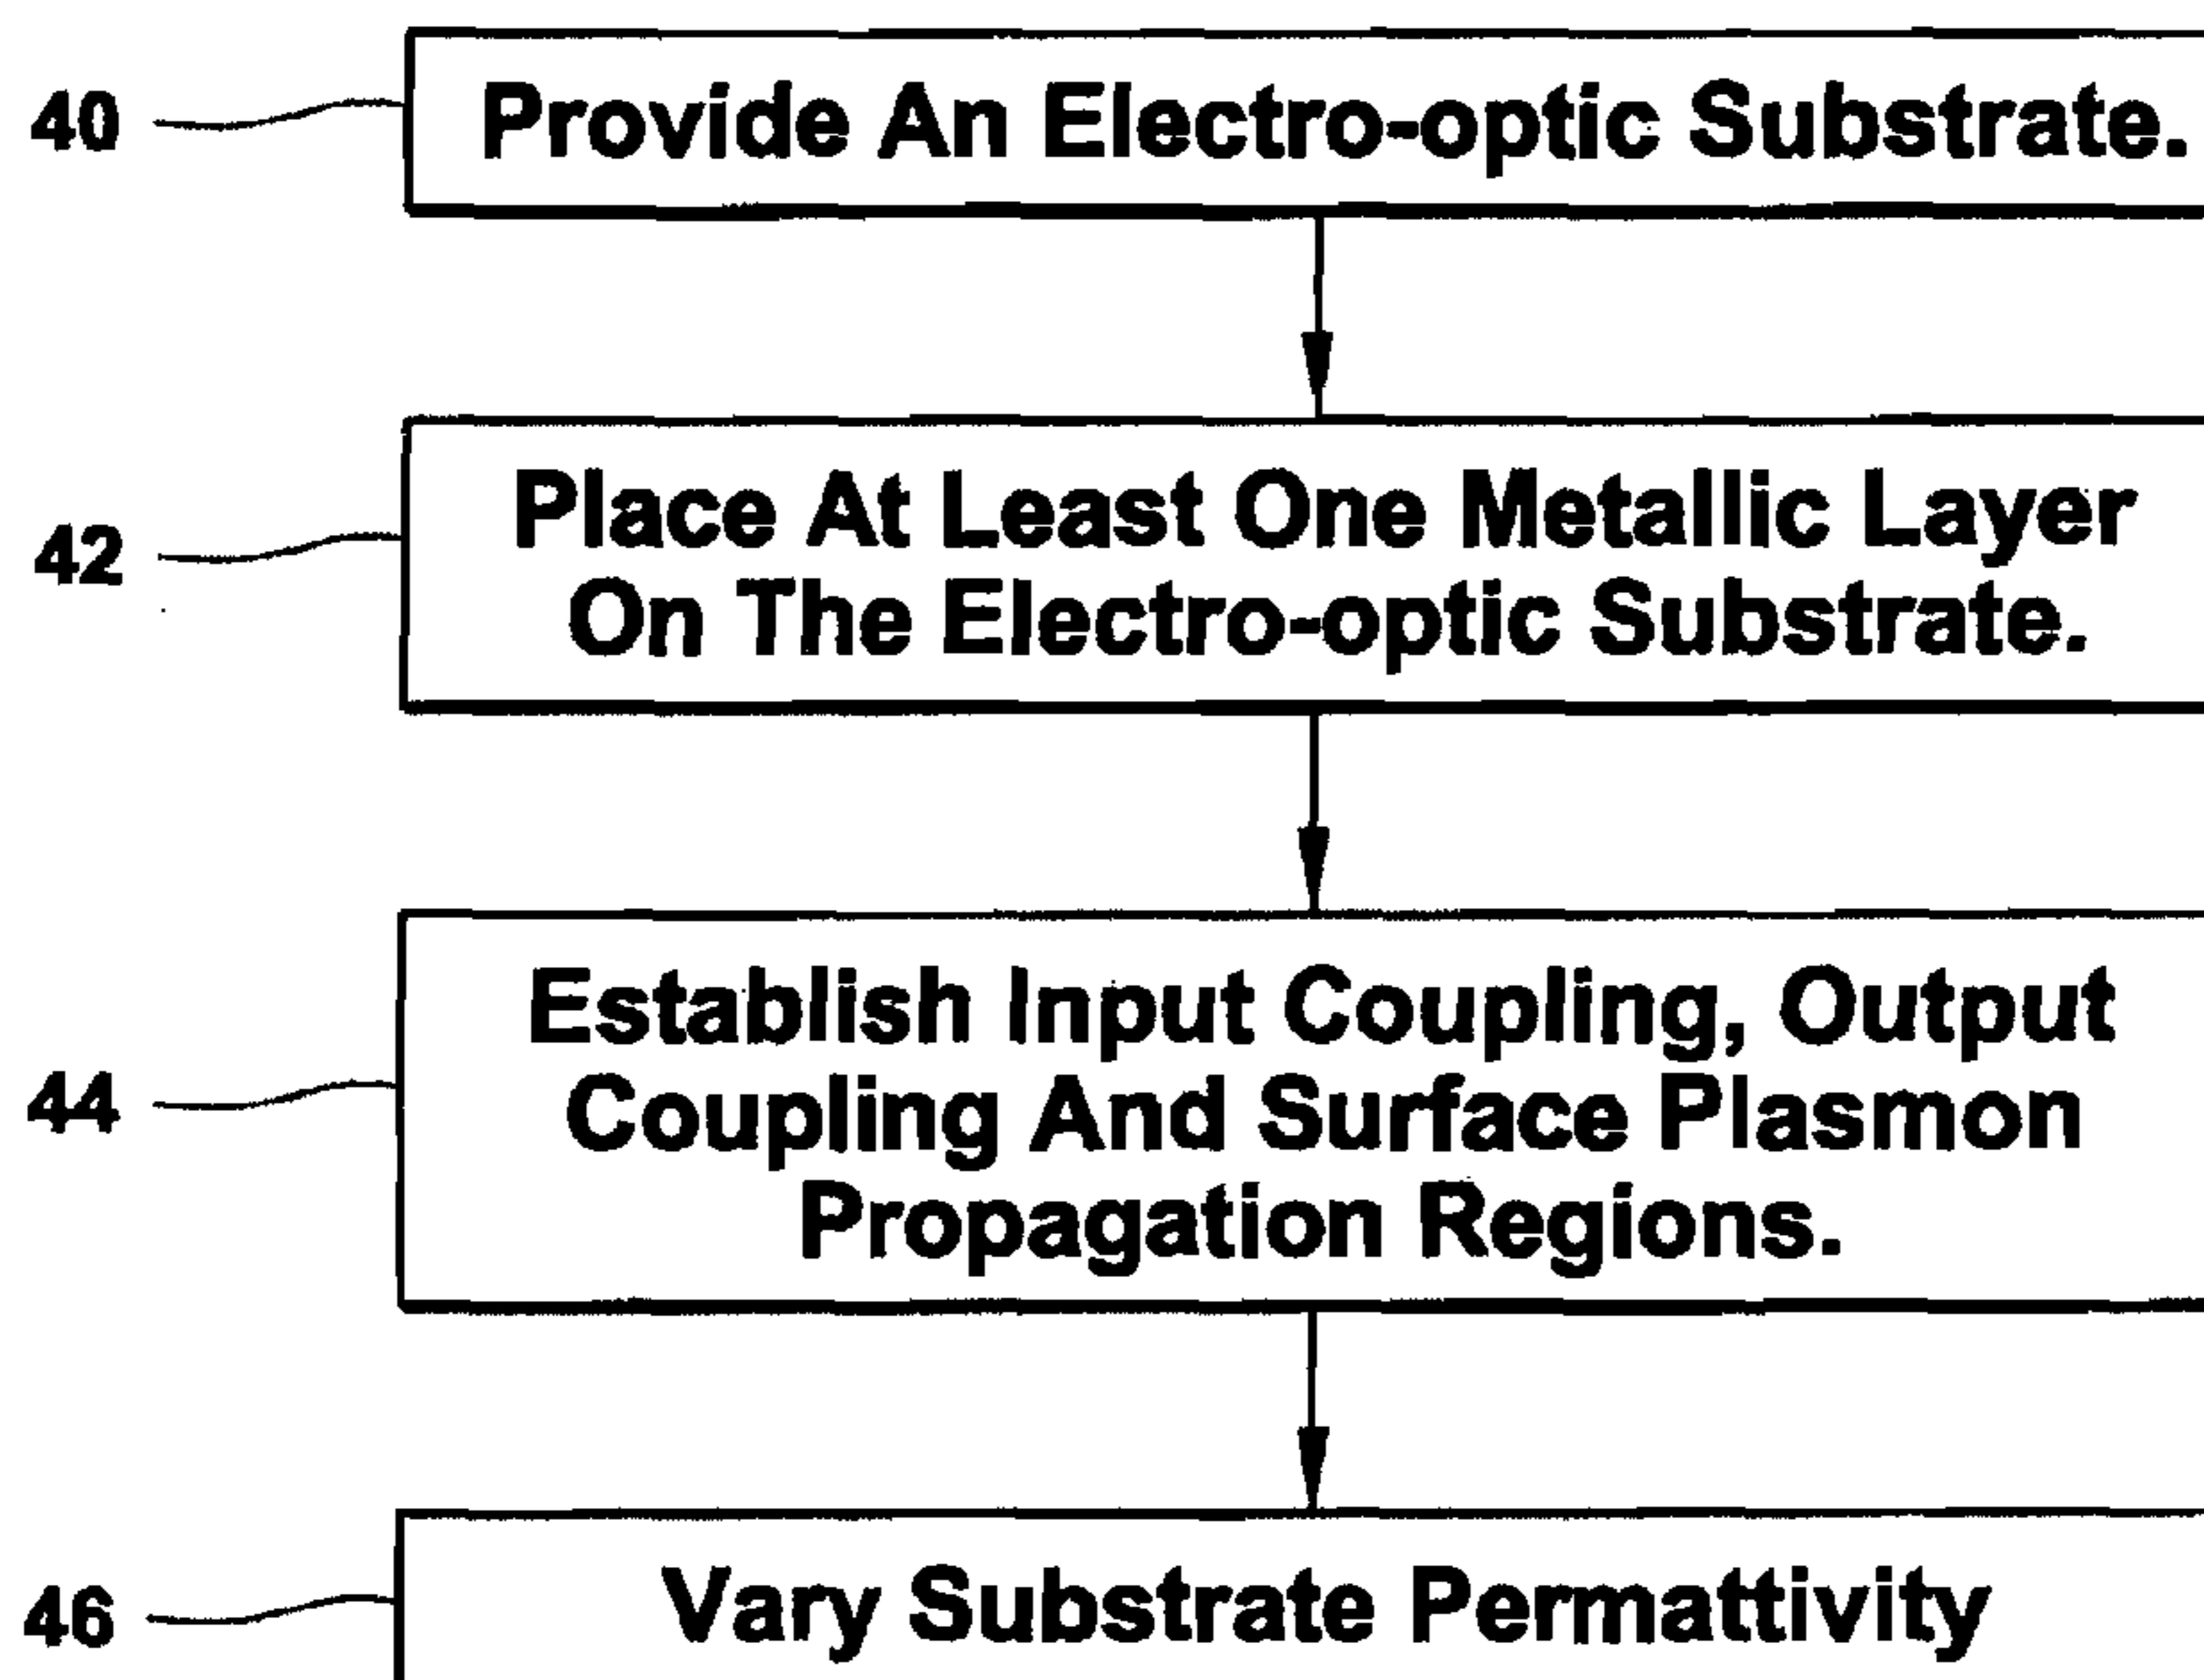 40
Provide An Electro-optic Substrate.
42
Place At Least One Metallic Layer
On The Electro-optic Substrate.
44
Establish Input Coupling, Output
Coupling And Surface Plasmon
Propagation Regions.
46
Vary Substrate Permattivity